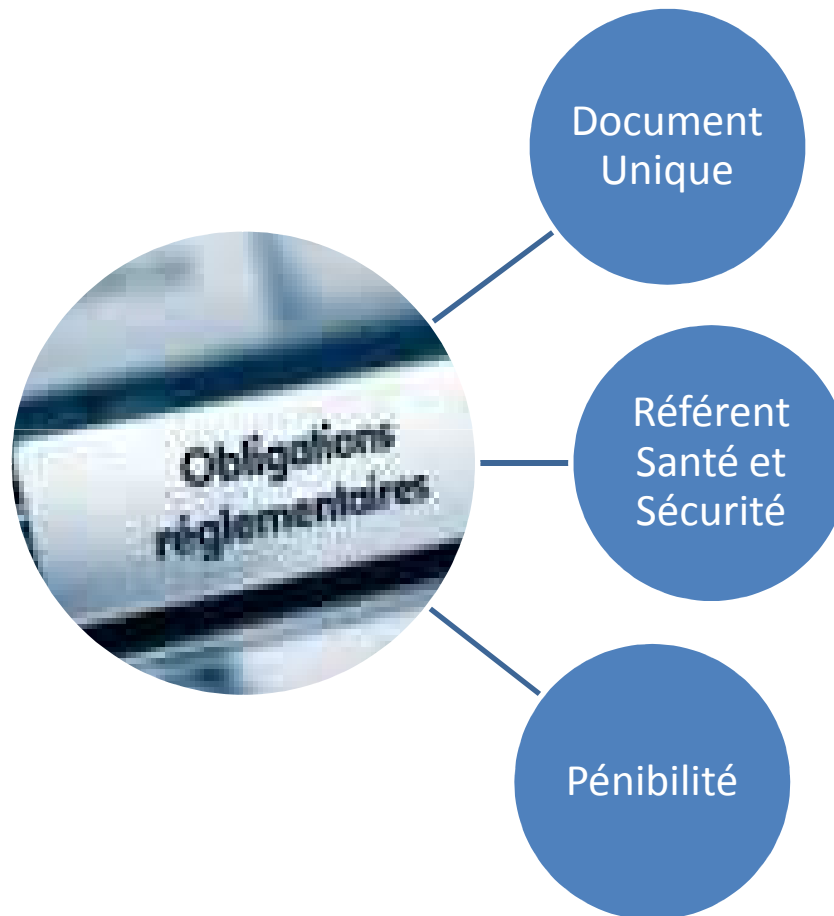 Document
Unique
Obligations
réglementaires
Référent
Santé et
Sécurité
Pénibilité